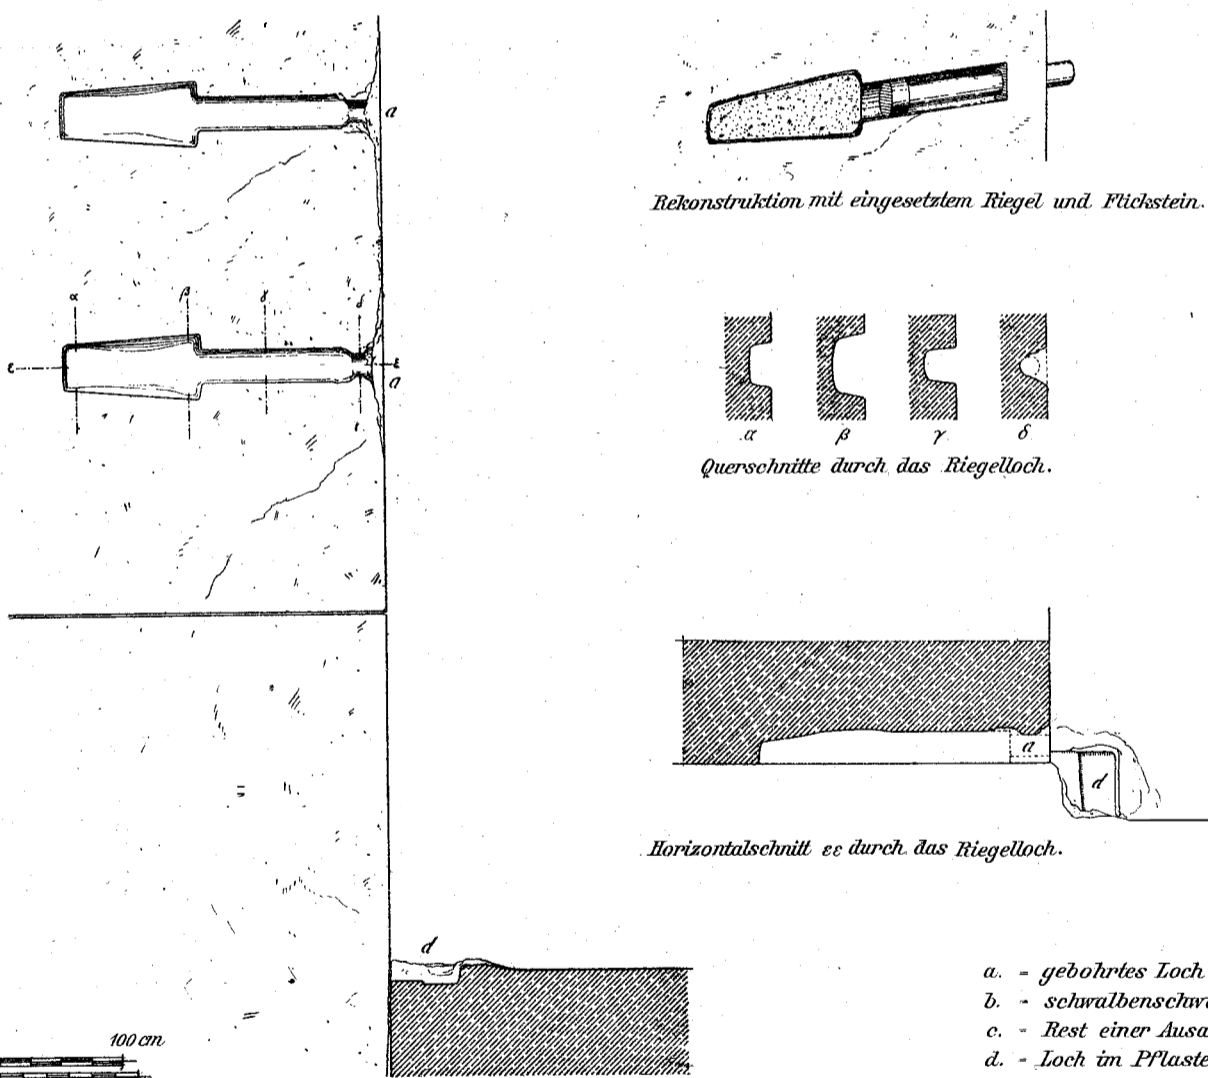 a
Rekonstruktion mit eingesetztem Riegel und Flickstein.
α β γ δ
ε ε
a
α β γ δ
Querschnitte durch das Riegelloch.
a
d
Horizontalschnitt εε durch das Riegelloch.
d
a. - gebohrtes Loch
b. - schwalbenschw
c. - Rest einer Ausa
d. - Loch im Pflaste
100 cm